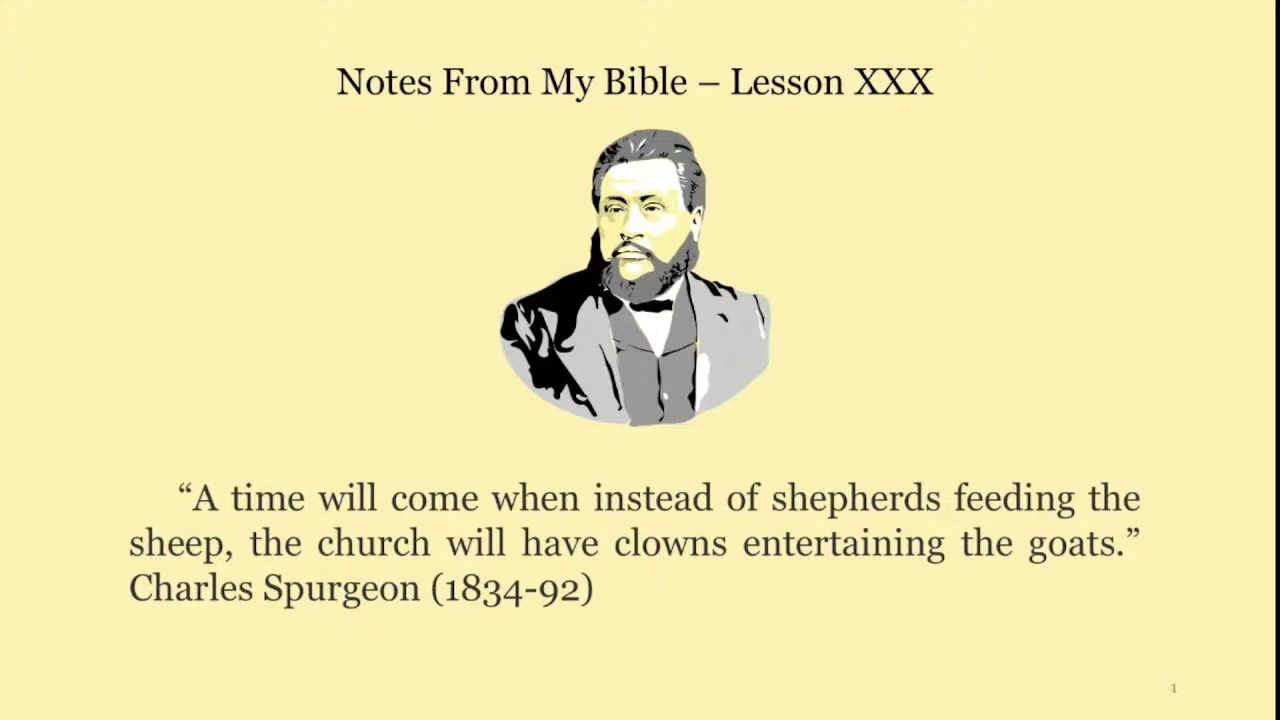 Notes From My Bible – Lesson XXX
“A time will come when instead of shepherds feeding the
sheep, the church will have clowns entertaining the goats.”
Charles Spurgeon (1834-92)
1